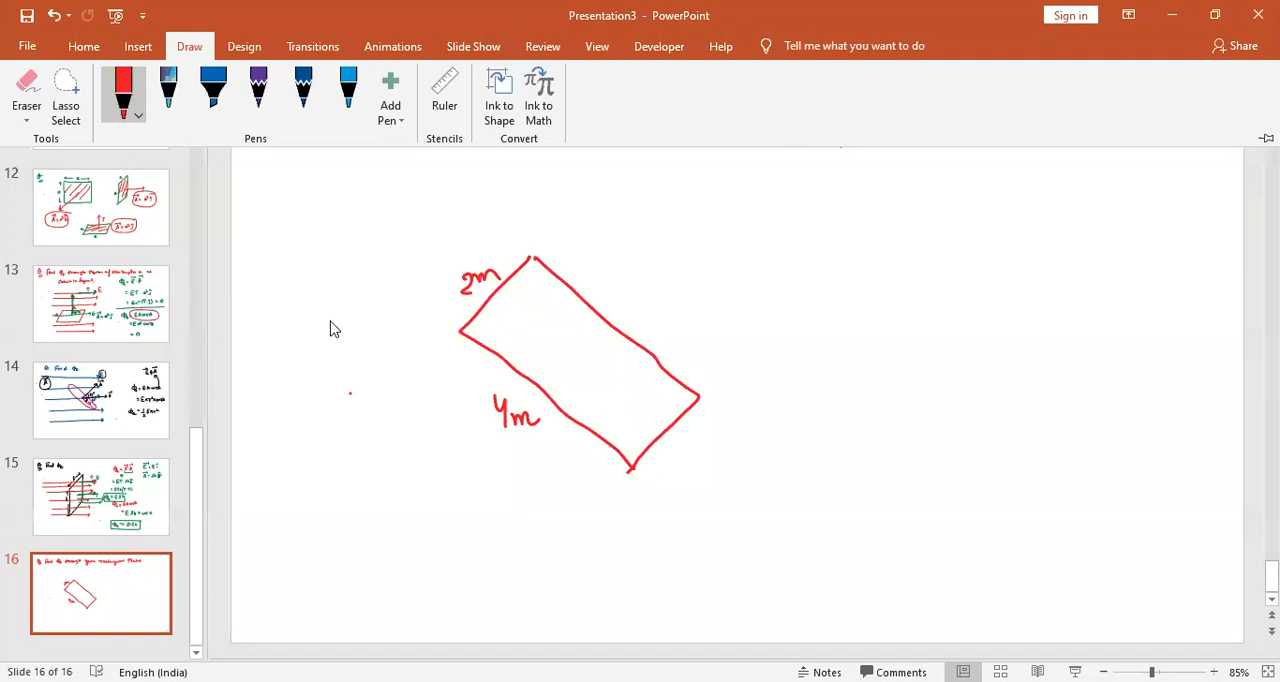 Presentation3 - PowerPoint
Sign in
File Home Insert Draw Design Transitions Animations Slide Show Review View Developer Help Tell me what you want to do Share
Eraser
Lasso Select
Add Pen
Ruler
Ink to Shape
Ink to Math
Tools
Pens
Stencils
Convert
12
13
14
15
16
2m
4m
Slide 16 of 16
English (India)
Notes
Comments
85%